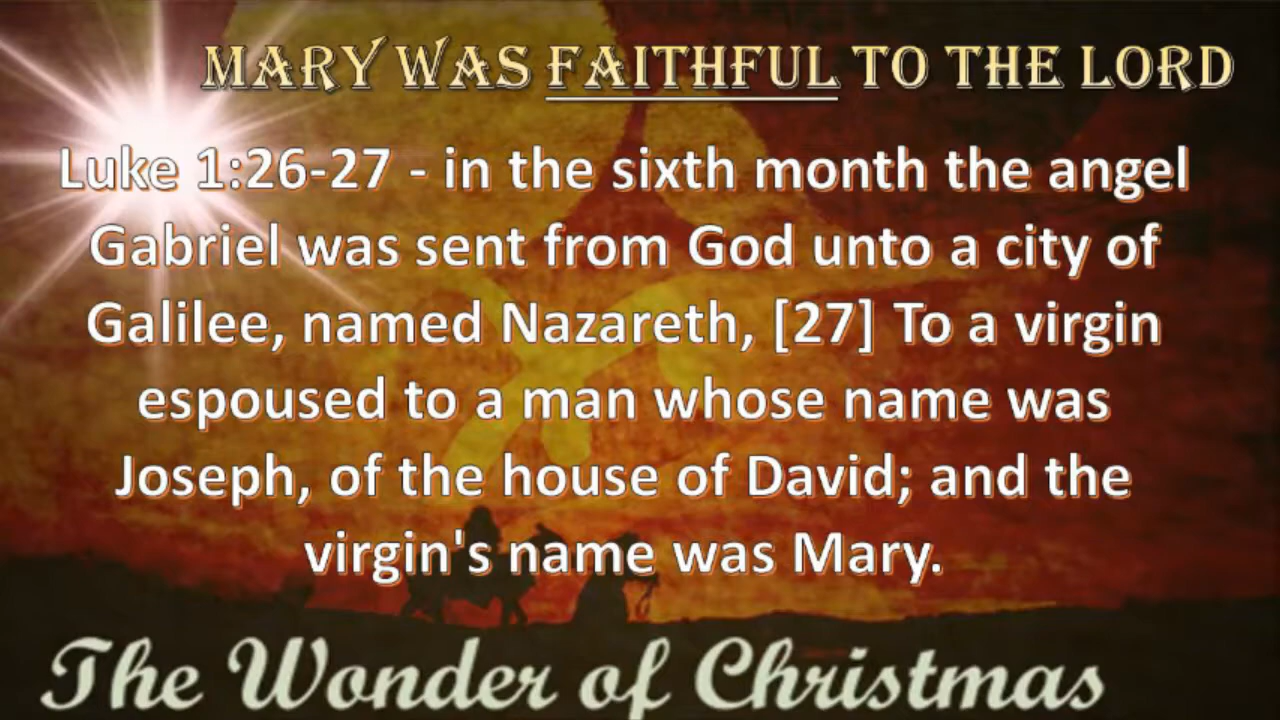 MARY WAS FAITHFUL TO THE LORD
Luke 1:26-27 - in the sixth month the angel
Gabriel was sent from God unto a city of
Galilee, named Nazareth, [27] To a virgin
espoused to a man whose name was
Joseph, of the house of David; and the
virgin's name was Mary.
The Wonder of Christmas